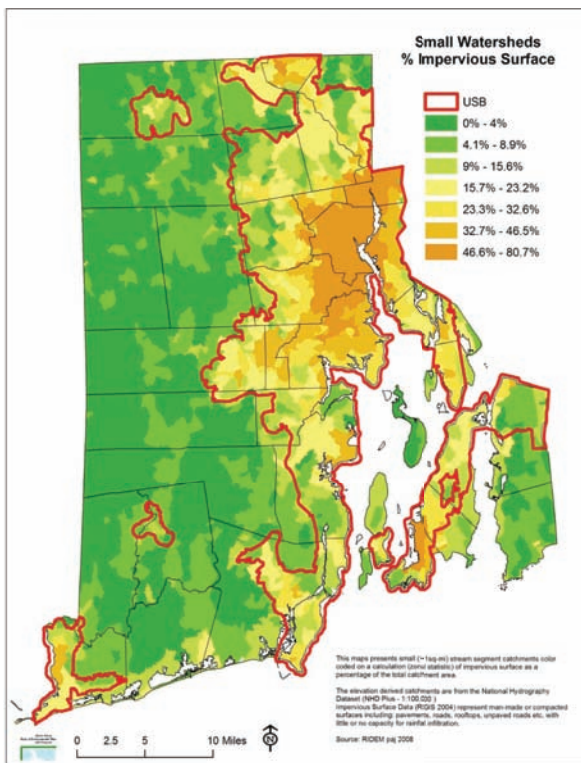 Small Watersheds
% Impervious Surface
USB
0% - 4%
4.1% - 8.9%
9% - 15.6%
15.7% - 23.2%
23.3% - 32.6%
32.7% - 46.5%
46.6% - 80.7%
This maps presents small (~1sq-mi) stream segment catchments color
coded on a calculation (zonal statistic) of impervious surface as a
percentage of the total catchment area.
The elevation derived catchments are from the National Hydrography
Dataset (NHD Plus - 1:100,000 )
Impervious Surface Data (RIGIS 2004) represent man-made or compacted
surfaces including: pavements, roads, rooftops, unpaved roads etc. with
little or no capacity for rainfall infiltration.
Source: RIDEM paj 2008
0 2.5 5 10 Miles
N